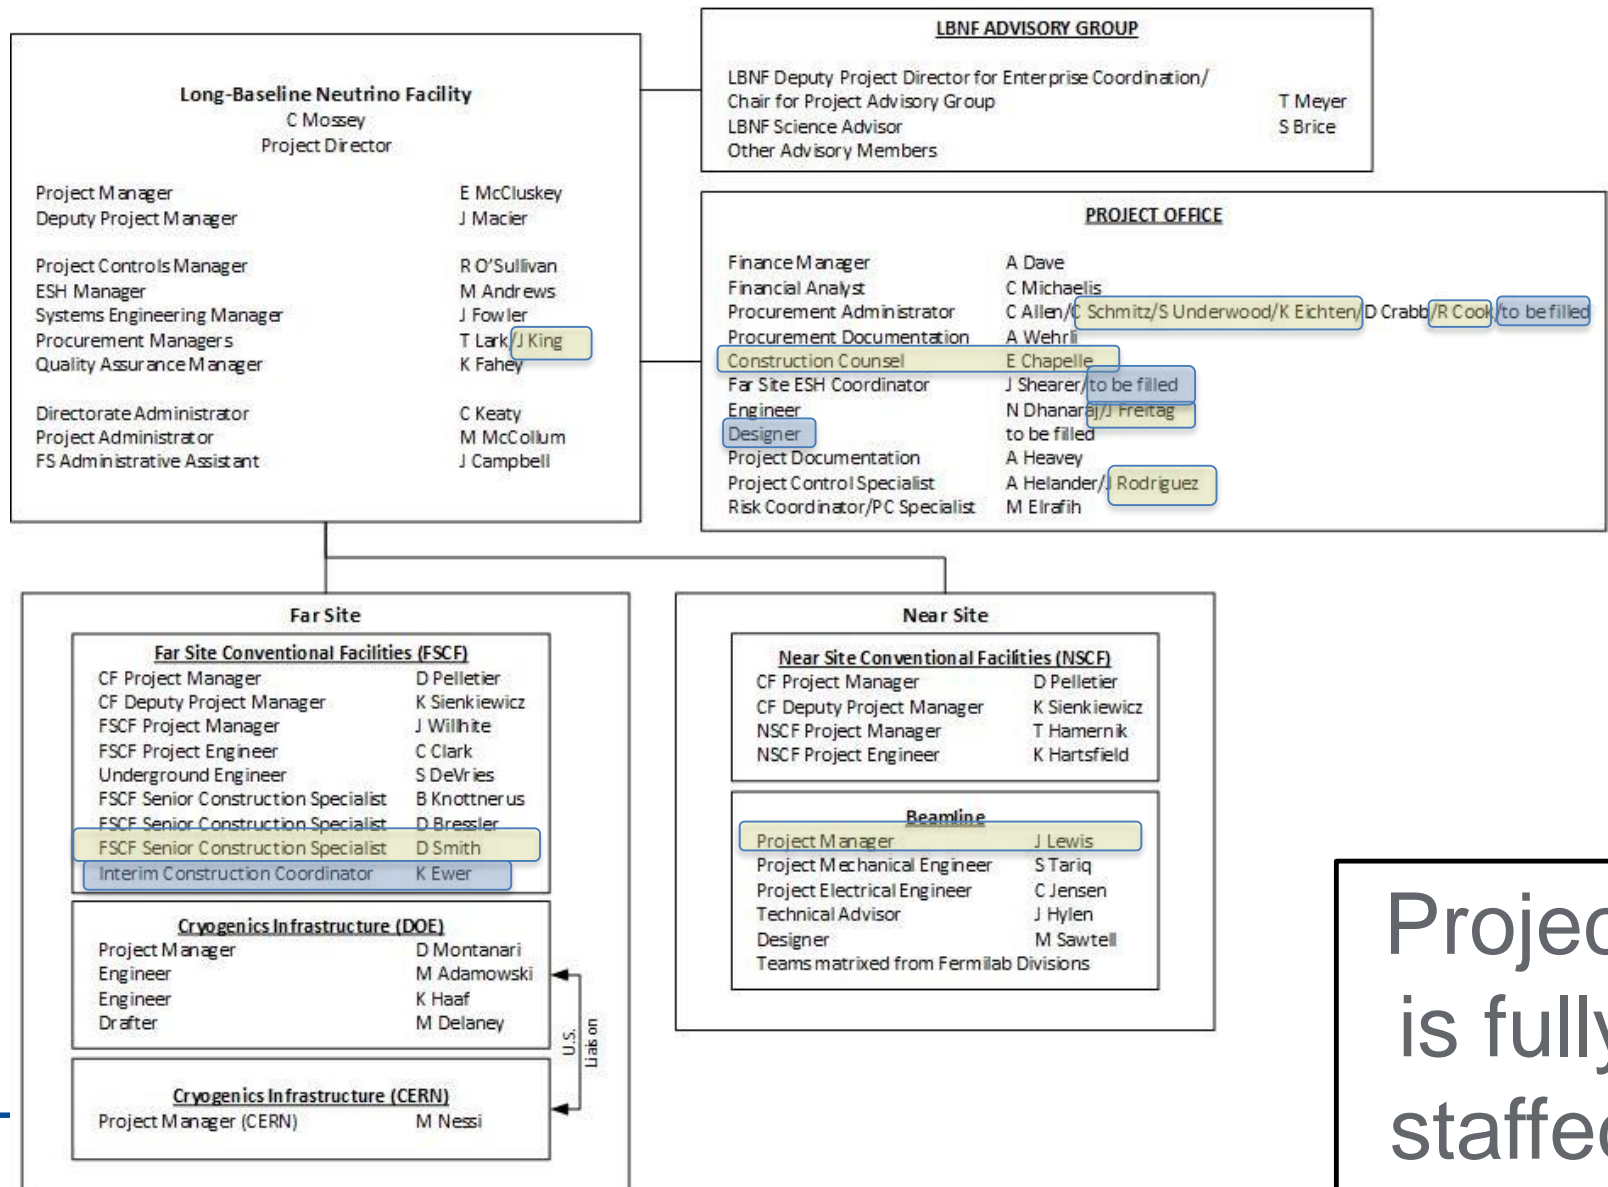 Long-Baseline Neutrino Facility
C Mossey
Project Director
Project Manager E McCluskey
Deputy Project Manager J Macier
Project Controls Manager R O'Sullivan
ESH Manager M Andrews
Systems Engineering Manager J Fowler
Procurement Managers T Lark/J King
Quality Assurance Manager K Fahey
Directorate Administrator C Keaty
Project Administrator M McCollum
FS Administrative Assistant J Campbell
LBNF ADVISORY GROUP
LBNF Deputy Project Director for Enterprise Coordination/
Chair for Project Advisory Group T Meyer
LBNF Science Advisor S Brice
Other Advisory Members
PROJECT OFFICE
Finance Manager A Dave
Financial Analyst C Michaelis
Procurement Administrator C Allen/C Schmitz/S Underwood/K Eichten/D Crabb/R Cook/to be filled
Procurement Documentation A Wehrli
Construction Counsel E Chapelle
Far Site ESH Coordinator J Shearer/to be filled
Engineer N Dhanaraj/J Freitag
Designer to be filled
Project Documentation A Heavey
Project Control Specialist A Helander/J Rodriguez
Risk Coordinator/PC Specialist M Elrafih
Far Site
Far Site Conventional Facilities (FSCF)
CF Project Manager D Pelletier
CF Deputy Project Manager K Sienkiewicz
FSCF Project Manager J Willhite
FSCF Project Engineer C Clark
Underground Engineer S DeVries
FSCF Senior Construction Specialist B Knottnerus
FSCF Senior Construction Specialist D Bressler
FSCF Senior Construction Specialist D Smith
Interim Construction Coordinator K Ewer
Cryogenics Infrastructure (DOE)
Project Manager D Montanari
Engineer M Adamowski
Engineer K Haaf
Drafter M Delaney
U.S.
Liaison
Cryogenics Infrastructure (CERN)
Project Manager (CERN) M Nessi
Near Site
Near Site Conventional Facilities (NSCF)
CF Project Manager D Pelletier
CF Deputy Project Manager K Sienkiewicz
NSCF Project Manager T Hamernik
NSCF Project Engineer K Hartsfield
Beamline
Project Manager J Lewis
Project Mechanical Engineer S Tariq
Project Electrical Engineer C Jensen
Technical Advisor J Hylen
Designer M Sawtell
Teams matrixed from Fermilab Divisions
is